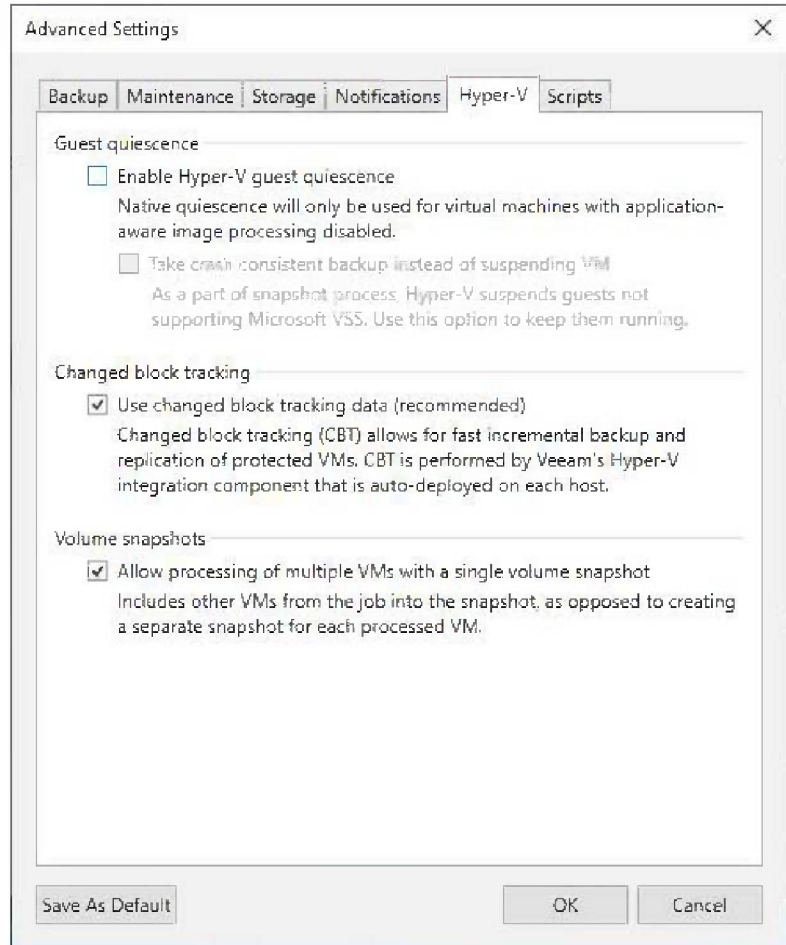 Advanced Settings
Backup Maintenance Storage Notifications Hyper-V Scripts
Guest quiescence
Enable Hyper-V guest quiescence
Native quiescence will only be used for virtual machines with application-
aware image processing disabled.
Take crash consistent backup instead of suspending VM
As a part of snapshot process, Hyper-V suspends guests not
supporting Microsoft VSS. Use this option to keep them running.
Changed block tracking
Use changed block tracking data (recommended)
Changed block tracking (CBT) allows for fast incremental backup and
replication of protected VMs. CBT is performed by Veeam's Hyper-V
integration component that is auto-deployed on each host.
Volume snapshots
Allow processing of multiple VMs with a single volume snapshot
Includes other VMs from the job into the snapshot, as opposed to creating
a separate snapshot for each processed VM.
Save As Default OK Cancel